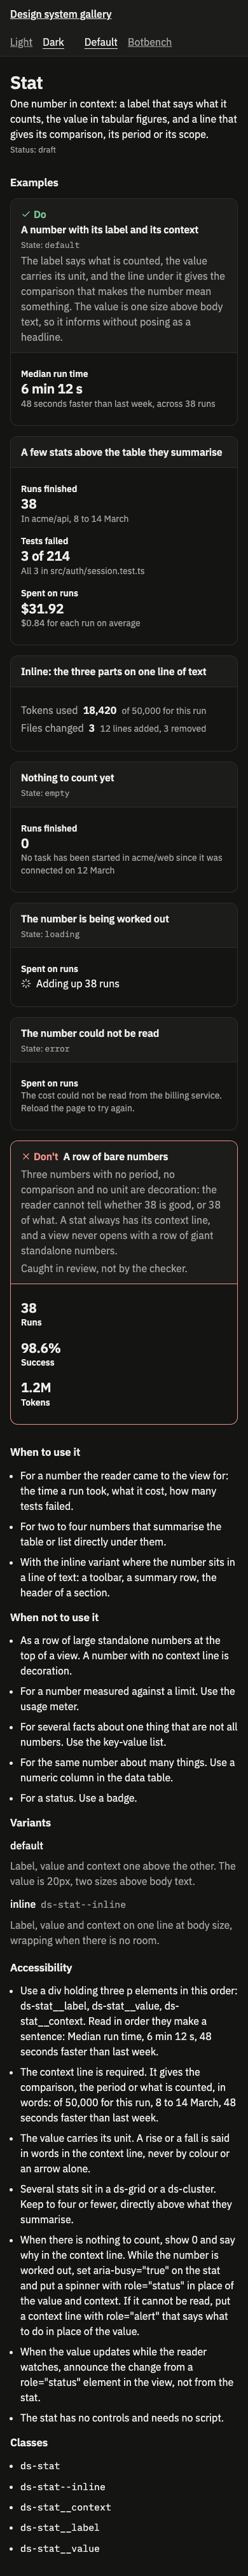 Design system gallery
Light Dark Default Botbench
Stat
One number in context: a label that says what it
counts, the value in tabular figures, and a line that
gives its comparison, its period or its scope.
Status: draft
Examples
✓ Do
A number with its label and its context
State: default
The label says what is counted, the value
carries its unit, and the line under it gives the
comparison that makes the number mean
something. The value is one size above body
text, so it informs without posing as a
headline.
Median run time
6 min 12 s
48 seconds faster than last week, across 38 runs
A few stats above the table they summarise
Runs finished
38
In acme/api, 8 to 14 March
Tests failed
3 of 214
All 3 in src/auth/session.test.ts
Spent on runs
$31.92
$0.84 for each run on average
Inline: the three parts on one line of text
Tokens used 18,420 of 50,000 for this run
Files changed 3 12 lines added, 3 removed
Nothing to count yet
State: empty
Runs finished
0
No task has been started in acme/web since it was
connected on 12 March
The number is being worked out
State: loading
Spent on runs
Adding up 38 runs
The number could not be read
State: error
Spent on runs
The cost could not be read from the billing service.
Reload the page to try again.
✕ Don't A row of bare numbers
Three numbers with no period, no
comparison and no unit are decoration: the
reader cannot tell whether 38 is good, or 38
of what. A stat always has its context line,
and a view never opens with a row of giant
standalone numbers.
Caught in review, not by the checker.
38
Runs
98.6%
Success
1.2M
Tokens
When to use it
• For a number the reader came to the view for:
the time a run took, what it cost, how many
tests failed.
• For two to four numbers that summarise the
table or list directly under them.
• With the inline variant where the number sits in
a line of text: a toolbar, a summary row, the
header of a section.
When not to use it
• As a row of large standalone numbers at the
top of a view. A number with no context line is
decoration.
• For a number measured against a limit. Use the
usage meter.
• For several facts about one thing that are not all
numbers. Use the key-value list.
• For the same number about many things. Use a
numeric column in the data table.
• For a status. Use a badge.
Variants
default
Label, value and context one above the other. The
value is 20px, two sizes above body text.
inline ds-stat--inline
Label, value and context on one line at body size,
wrapping when there is no room.
Accessibility
• Use a div holding three p elements in this order:
ds-stat__label, ds-stat__value, ds-
stat__context. Read in order they make a
sentence: Median run time, 6 min 12 s, 48
seconds faster than last week.
• The context line is required. It gives the
comparison, the period or what is counted, in
words: of 50,000 for this run, 8 to 14 March, 48
seconds faster than last week.
• The value carries its unit. A rise or a fall is said
in words in the context line, never by colour or
an arrow alone.
• Several stats sit in a ds-grid or a ds-cluster.
Keep to four or fewer, directly above what they
summarise.
• When there is nothing to count, show 0 and say
why in the context line. While the number is
worked out, set aria-busy="true" on the stat
and put a spinner with role="status" in place of
the value and context. If it cannot be read, put
a context line with role="alert" that says what
to do in place of the value.
• When the value updates while the reader
watches, announce the change from a
role="status" element in the view, not from the
stat.
• The stat has no controls and needs no script.
Classes
• ds-stat
• ds-stat--inline
• ds-stat__context
• ds-stat__label
• ds-stat__value